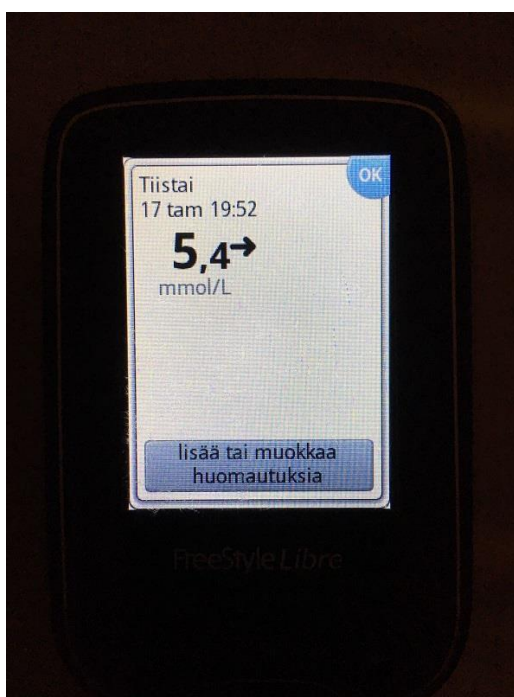 OK
Tiistai
17 tam 19:52
5,4→
mmol/L
lisää tai muokkaa
huomautuksia
FreeStyle Libre